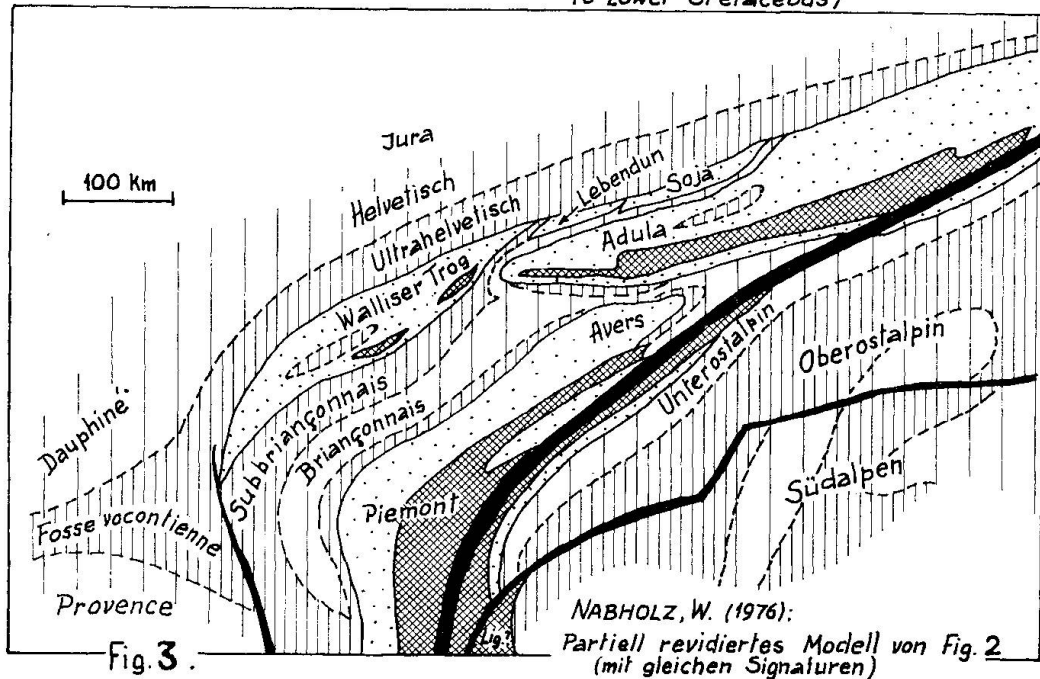 to Lower Cretaceous)
100 Km
Jura
Helvetisch
Ultrahelvetisch
Lebendun
Soja
Adula
Walliser Trog
Avers
Unterostalpin
Oberostalpin
Südalpen
Dauphiné
Subbriançonnais
Briançonnais
Piemont
Fosse vocontienne
Provence
Lig.?
Fig. 3.
NABHOLZ, W. (1976):
Partiell revidiertes Modell von Fig. 2
(mit gleichen Signaturen)